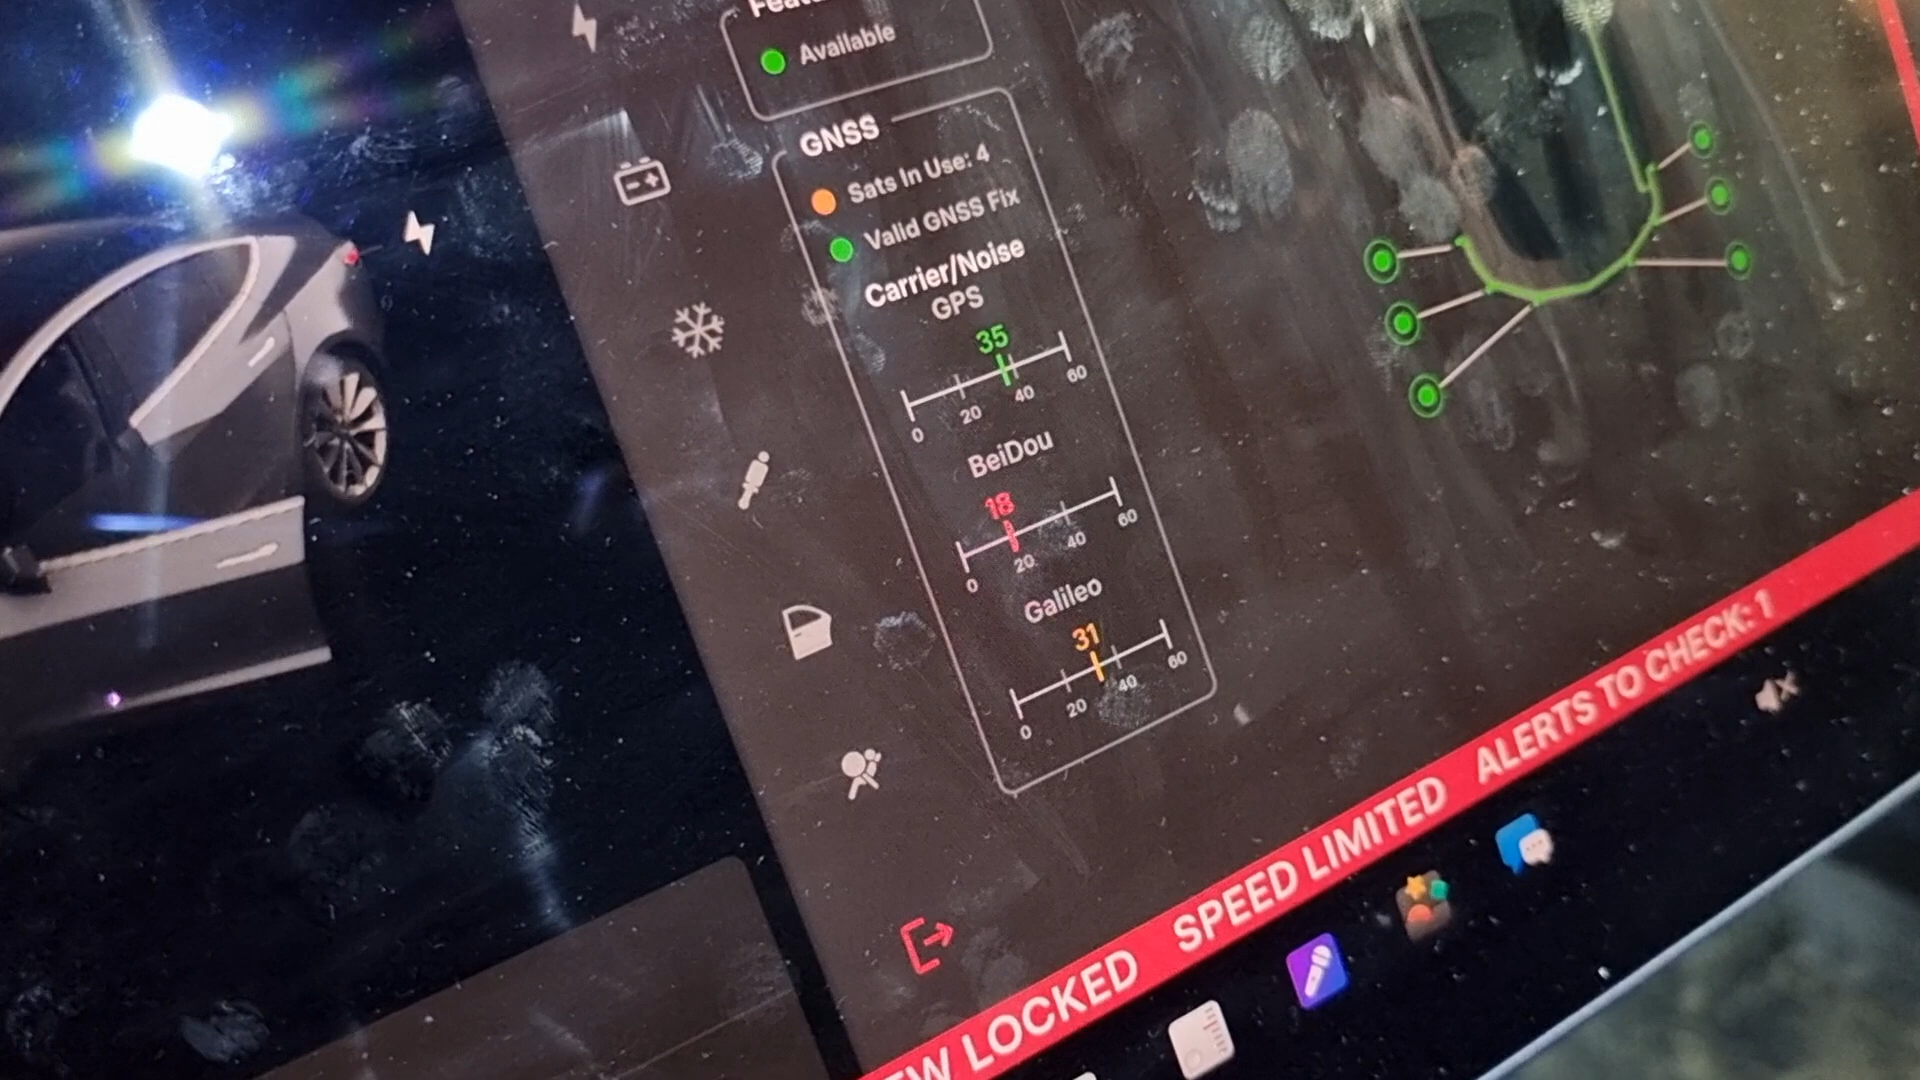 Available
GNSS
Sats In Use: 4
Valid GNSS Fix
Carrier/Noise
GPS
35
0 20 40 60
BeiDou
18
0 20 40 60
Galileo
31
0 20 40 60
LOCKED SPEED LIMITED ALERTS TO CHECK: 1